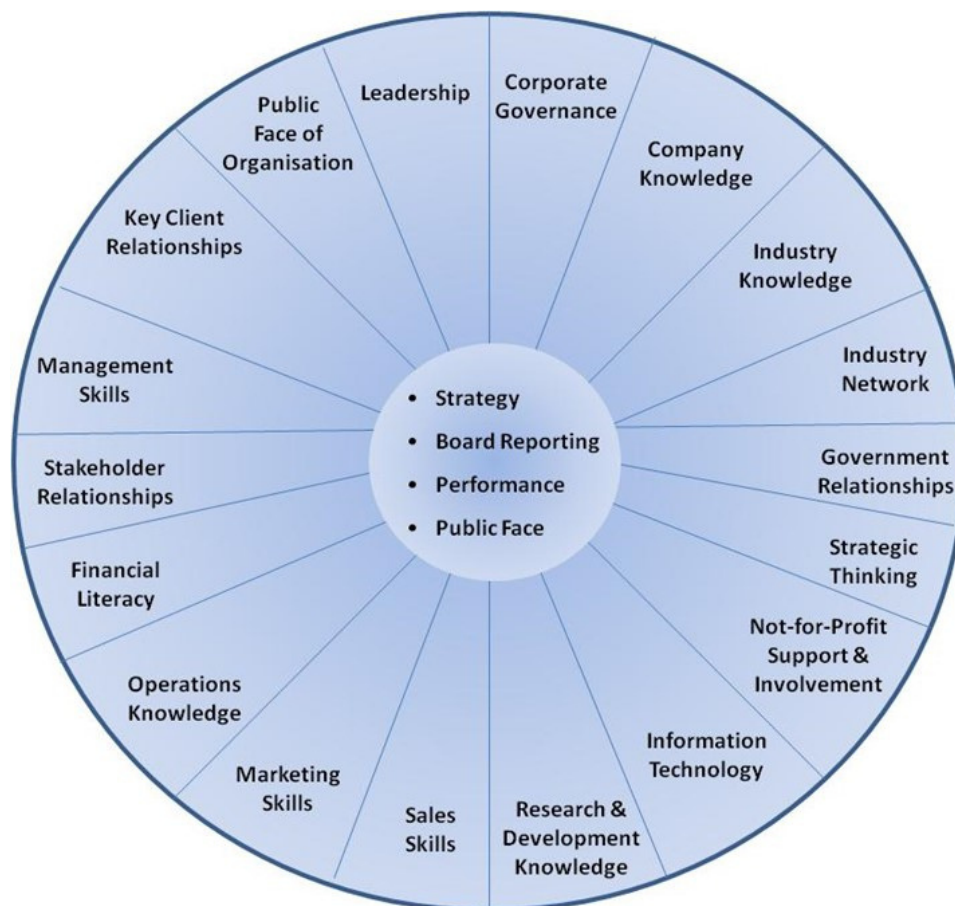 Leadership
Corporate
Governance
Company
Knowledge
Industry
Knowledge
Industry
Network
Government
Relationships
Strategic
Thinking
Not-for-Profit
Support &
Involvement
Information
Technology
Research &
Development
Knowledge
Sales
Skills
Marketing
Skills
Operations
Knowledge
Financial
Literacy
Stakeholder
Relationships
Management
Skills
Key Client
Relationships
Public
Face of
Organisation
• Strategy
• Board Reporting
• Performance
• Public Face